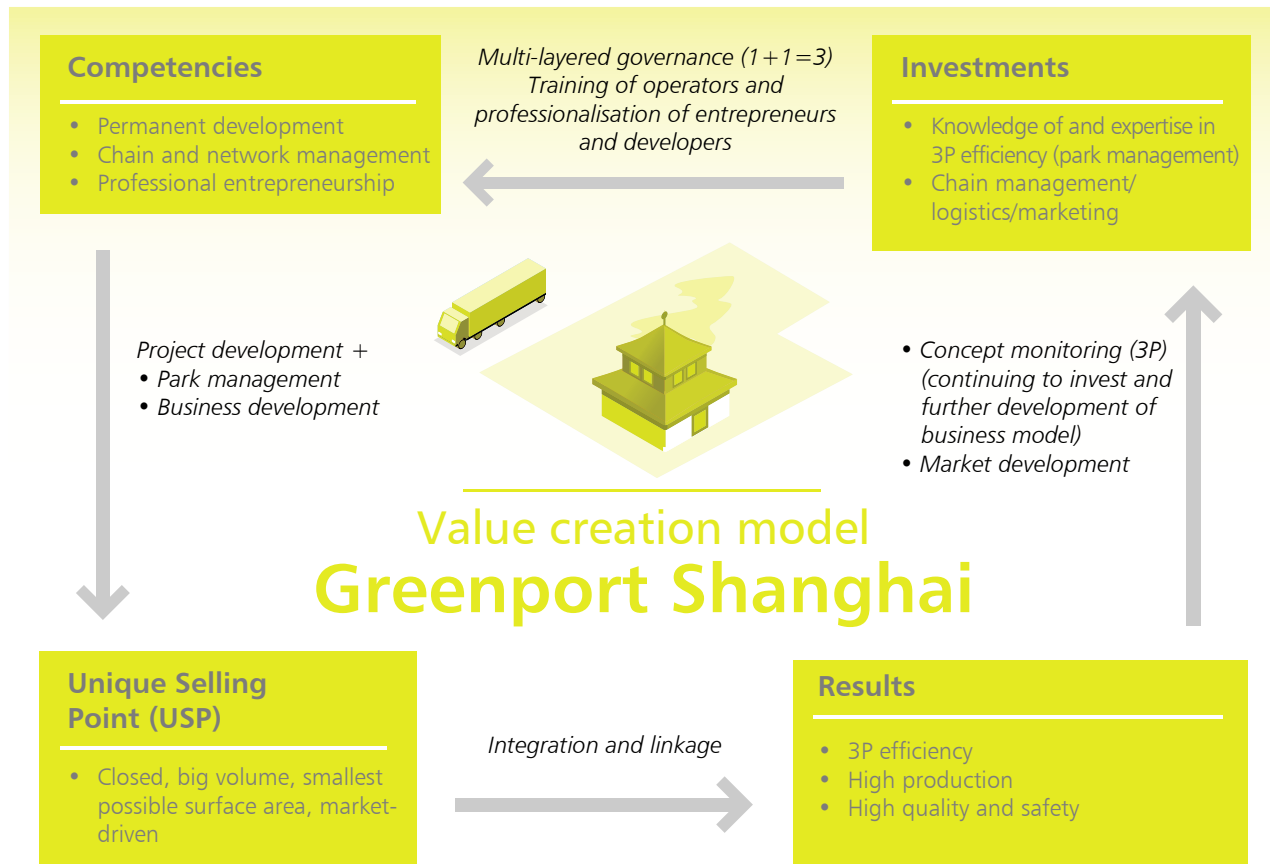 Competencies
• Permanent development
• Chain and network management
• Professional entrepreneurship
Multi-layered governance (1+1=3)
Training of operators and
professionalisation of entrepreneurs
and developers
Investments
• Knowledge of and expertise in
3P efficiency (park management)
• Chain management/
logistics/marketing
Project development +
• Park management
• Business development
• Concept monitoring (3P)
(continuing to invest and
further development of
business model)
• Market development
Value creation model
Greenport Shanghai
Unique Selling
Point (USP)
• Closed, big volume, smallest
possible surface area, market-
driven
Integration and linkage
Results
• 3P efficiency
• High production
• High quality and safety